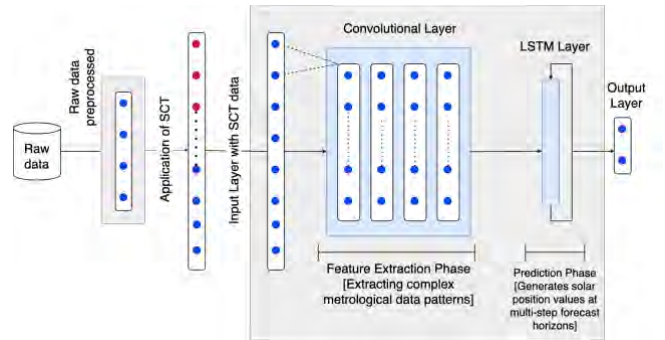 Raw
data
Raw data
preprocessed
Application of SCT
Input Layer with SCT data
Convolutional Layer
LSTM Layer
Output
Layer
Feature Extraction Phase
[Extracting complex
metrological data patterns]
Prediction Phase
[Generates solar
position values at
multi-step forecast
horizons]